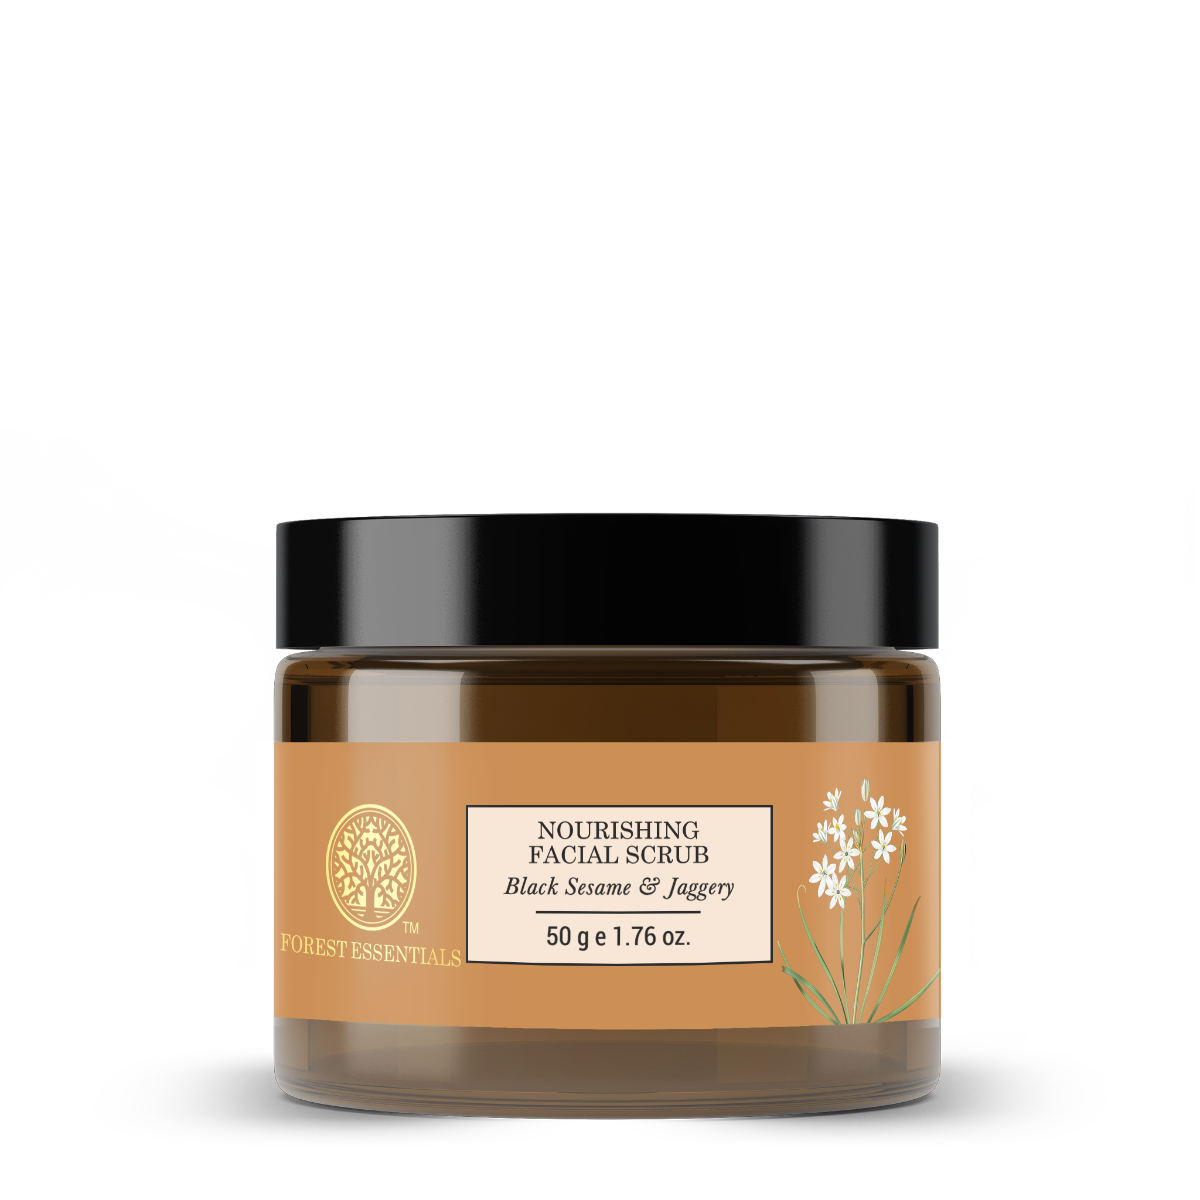 NOURISHING
FACIAL SCRUB
Black Sesame & Jaggery
50 g e 1.76 oz.
TM
FOREST ESSENTIALS